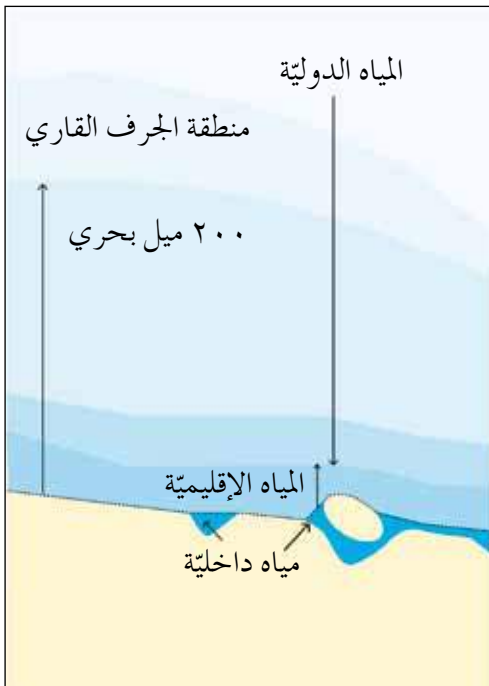 المياه الدوليّة
منطقة الجرف القاري
٢٠٠ ميل بحري
المياه الإقليميّة
مياه داخليّة